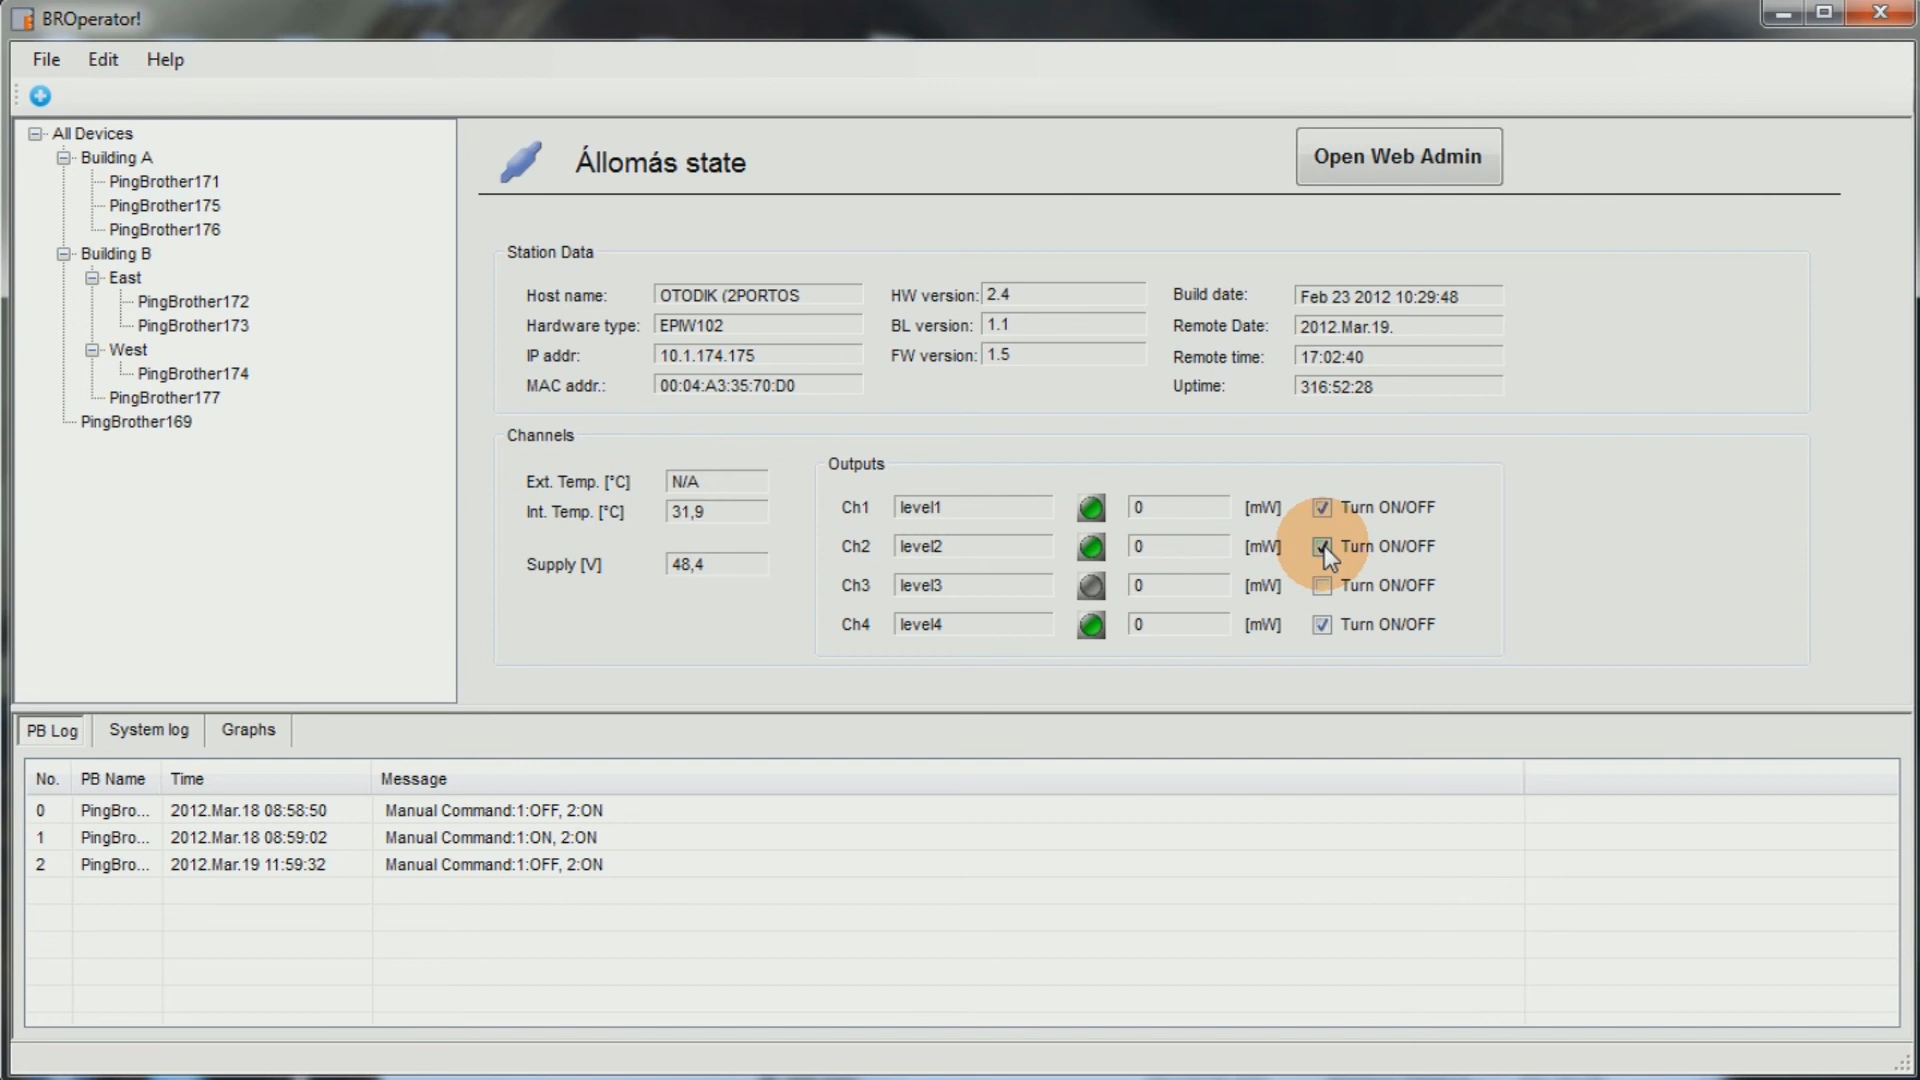 BROperator!
File Edit Help
All Devices
Building A
PingBrother171
PingBrother175
PingBrother176
Building B
East
PingBrother172
PingBrother173
West
PingBrother174
PingBrother177
PingBrother169
Állomás state
Open Web Admin
Station Data
Host name: OTODIK (2PORTOS HW version: 2.4 Build date: Feb 23 2012 10:29:48
Hardware type: EPIW102 BL version: 1.1 Remote Date: 2012.Mar.19.
IP addr: 10.1.174.175 FW version: 1.5 Remote time: 17:02:40
MAC addr.: 00:04:A3:35:70:D0 Uptime: 316:52:28
Channels
Ext. Temp. [°C] N/A
Int. Temp. [°C] 31,9
Supply [V] 48,4
Outputs
Ch1 level1 0 [mW] Turn ON/OFF
Ch2 level2 0 [mW] Turn ON/OFF
Ch3 level3 0 [mW] Turn ON/OFF
Ch4 level4 0 [mW] Turn ON/OFF
PB Log System log Graphs
No. PB Name Time Message
0 PingBro... 2012.Mar.18 08:58:50 Manual Command:1:OFF, 2:ON
1 PingBro... 2012.Mar.18 08:59:02 Manual Command:1:ON, 2:ON
2 PingBro... 2012.Mar.19 11:59:32 Manual Command:1:OFF, 2:ON